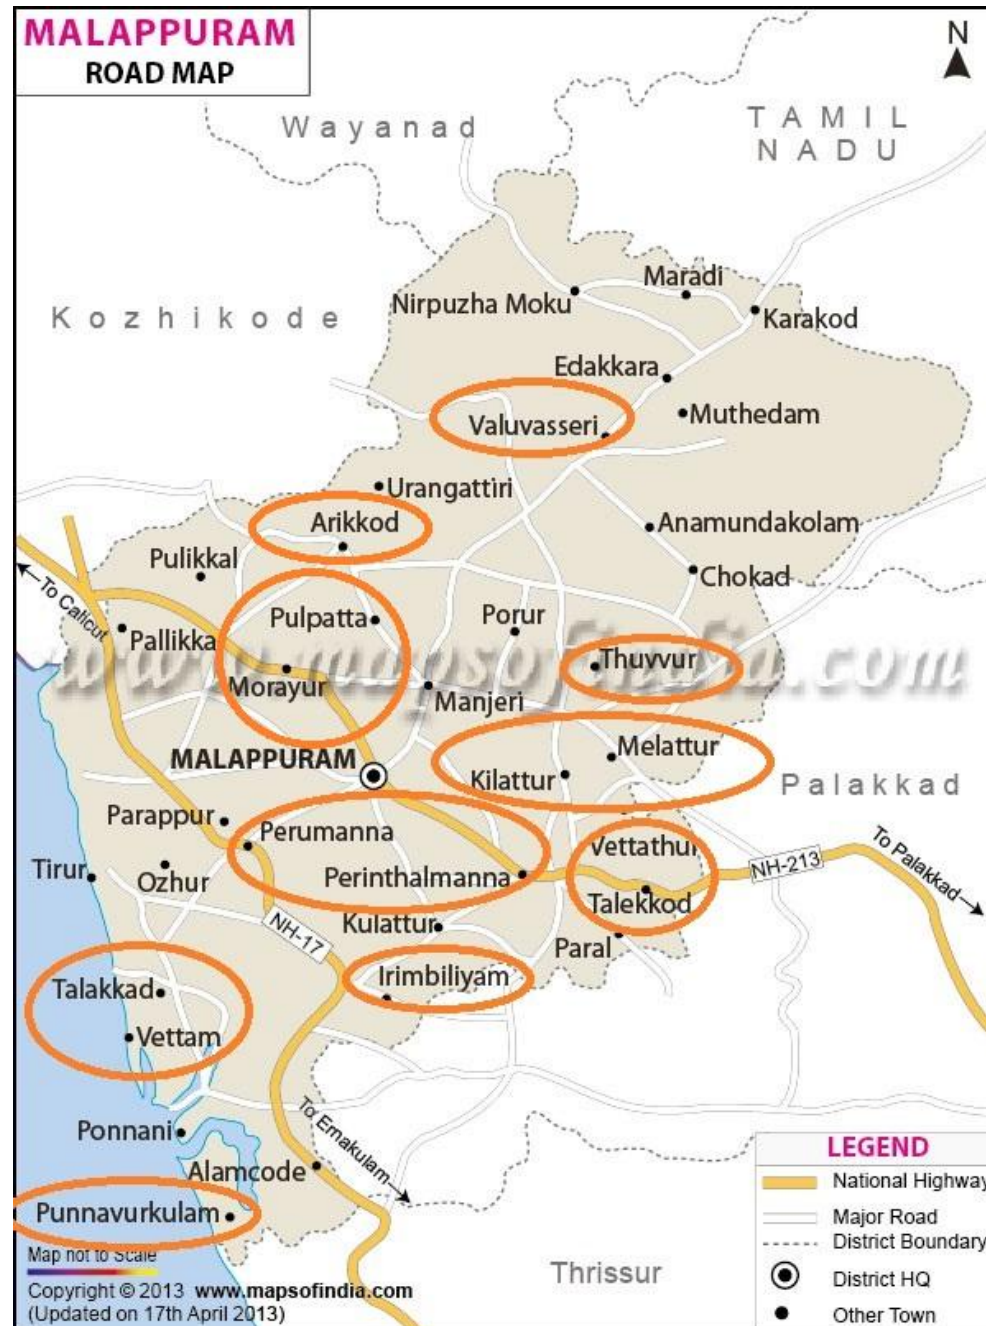 MALAPPURAM
ROAD MAP
N
Wayanad
TAMIL
NADU
Maradi
Nirpuzha Moku
Karakod
Kozhikode
Edakkara
Muthedam
Valuvasseri
Urangattiri
Arikkod
Anamundakolam
Pulikkal
Chokad
To Calicut
Pulpatta
Porur
Pallikka
Thuvvur
www.mapsofindia.com
Morayur
Manjeri
Melattur
MALAPPURAM
Kilattur
Palakkad
Parappur
Perumanna
Vettathur
To Palakkad
Tirur
Ozhur
Perinthalmanna
NH-213
Talekkod
Kulattur
NH-17
Paral
Irimbiliyam
Talakkad
Vettam
Ponnani
To Ernakulam
Alamcode
Punnavurkulam
Thrissur
LEGEND
National Highway
Major Road
District Boundary
District HQ
Other Town
Map not to Scale
Copyright © 2013 www.mapsofindia.com
(Updated on 17th April 2013)